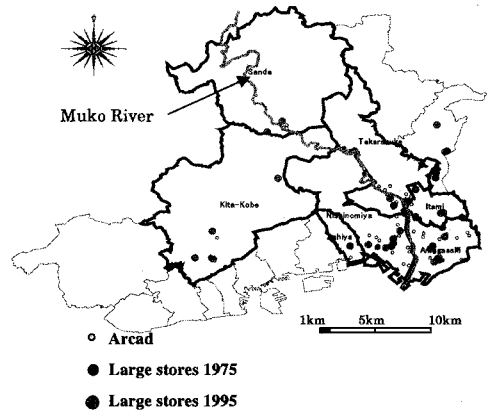 Sanda
Muko River
Takarazuka
Kita-Kobe
Itami
Nishinomiya
Ashiya
Amagasaki
1km 5km 10km
Arcad
Large stores 1975
Large stores 1995